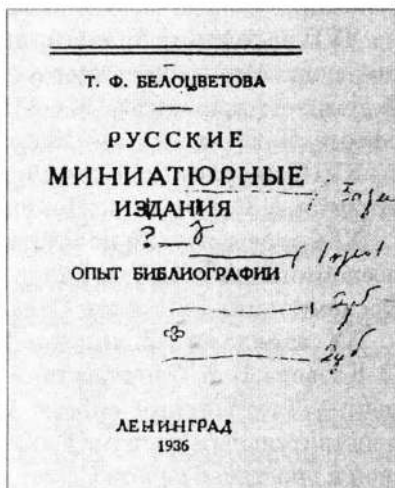 Т. Ф. БЕЛОЦВЕТОВА
РУССКИЕ
МИНИАТЮРНЫЕ
ИЗДАНИЯ
?
ОПЫТ БИБЛИОГРАФИИ
ЛЕНИНГРАД
1936